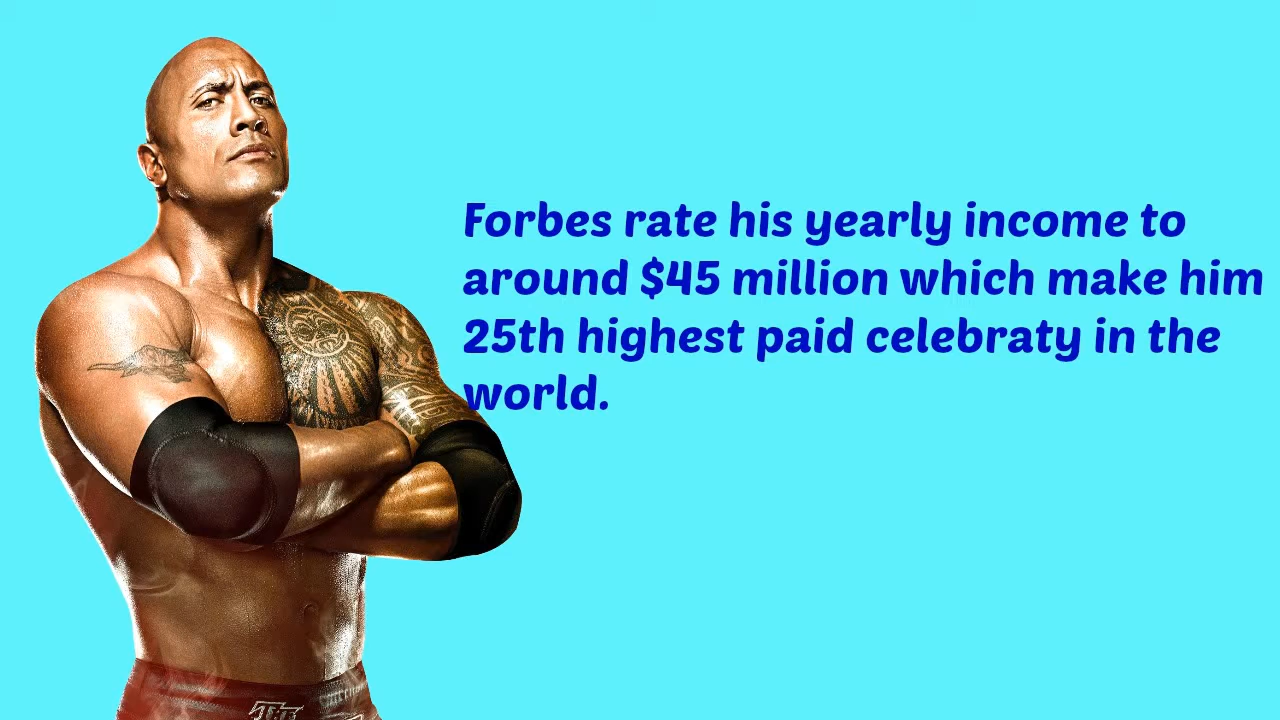 Forbes rate his yearly income to
around $45 million which make him
25th highest paid celebraty in the
world.